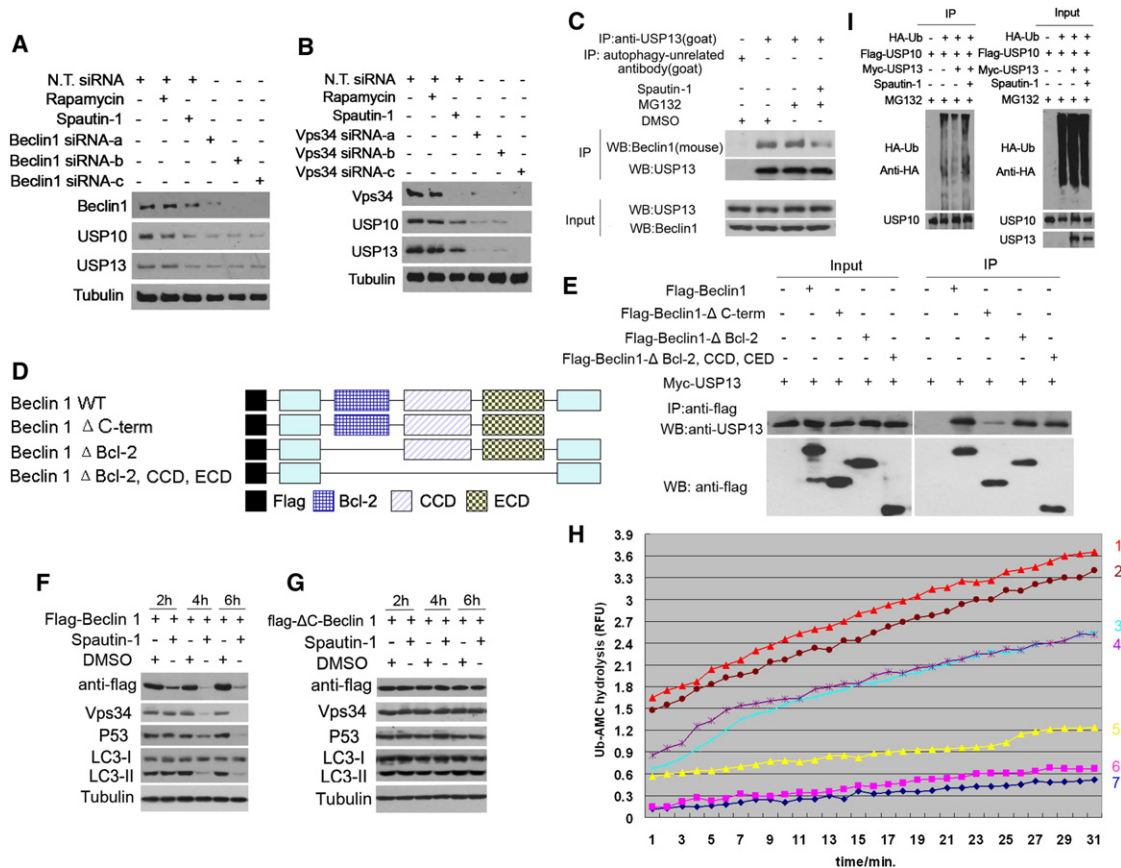 A
N.T. siRNA + + + - - -
Rapamycin - + - - - -
Spautin-1 - - + - - -
Beclin1 siRNA-a - - - + - -
Beclin1 siRNA-b - - - - + -
Beclin1 siRNA-c - - - - - +
Beclin1
USP10
USP13
Tubulin
B
N.T. siRNA + + + - - -
Rapamycin - + - - - -
Spautin-1 - - + - - -
Vps34 siRNA-a - - - + - -
Vps34 siRNA-b - - - - + -
Vps34 siRNA-c - - - - - +
Vps34
USP10
USP13
Tubulin
C
IP:anti-USP13(goat) - + + +
IP: autophagy-unrelated
antibody(goat) + - - -
Spautin-1 - - - +
MG132 - - + +
DMSO + + - -
IP
WB:Beclin1(mouse)
WB:USP13
Input
WB:USP13
WB:Beclin1
I
IP
HA-Ub - + + +
Flag-USP10 + + + +
Myc-USP13 - - + +
Spautin-1 - - - +
MG132 + + + +
HA-Ub
Anti-HA
USP10
Input
HA-Ub - + + +
Flag-USP10 + + + +
Myc-USP13 - - + +
Spautin-1 - - - +
MG132 + + + +
HA-Ub
Anti-HA
USP10
USP13
D
Beclin 1 WT
Beclin 1 Δ C-term
Beclin 1 Δ Bcl-2
Beclin 1 Δ Bcl-2, CCD, ECD
Flag Bcl-2 CCD ECD
E
Input IP
Flag-Beclin1 - + - - - - + - - -
Flag-Beclin1-Δ C-term - - + - - - - + - -
Flag-Beclin1-Δ Bcl-2 - - - + - - - - + -
Flag-Beclin1-Δ Bcl-2, CCD, CED - - - - + - - - - +
Myc-USP13 + + + + + + + + + +
IP:anti-flag
WB:anti-USP13
WB: anti-flag
F
2h 4h 6h
Flag-Beclin 1 + + + + + +
Spautin-1 - + - + - +
DMSO + - + - + -
anti-flag
Vps34
P53
LC3-I
LC3-II
Tubulin
G
2h 4h 6h
flag-ΔC-Beclin 1 + + + + + +
Spautin-1 - + - + - +
DMSO + - + - + -
anti-flag
Vps34
P53
LC3-I
LC3-II
Tubulin
H
Ub-AMC hydrolysis (RFU)
3.9
3.6
3.3
3
2.7
2.4
2.1
1.8
1.5
1.2
0.9
0.6
0.3
0
1
2
3
4
5
6
7
1 3 5 7 9 11 13 15 17 19 21 23 25 27 29 31
time/min.